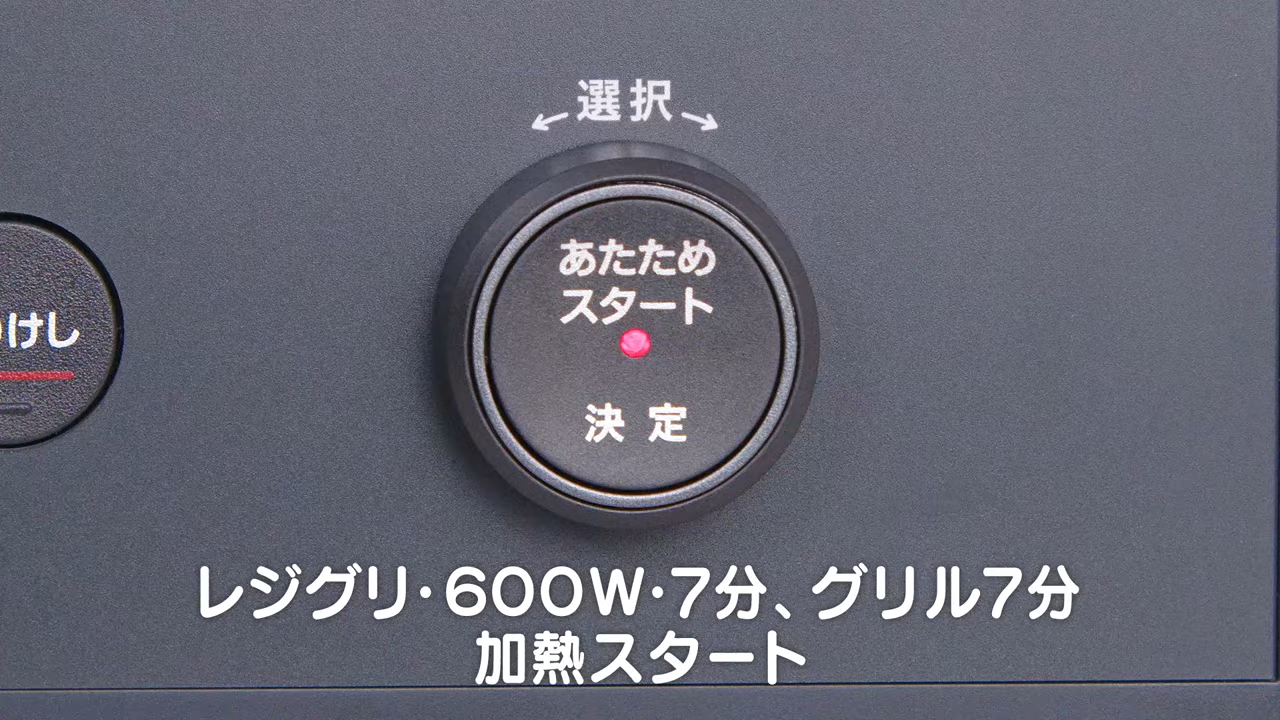 選択
あたため
スタート
けし
決定
レジグリ・600W・7分、グリル7分
加熱スタート